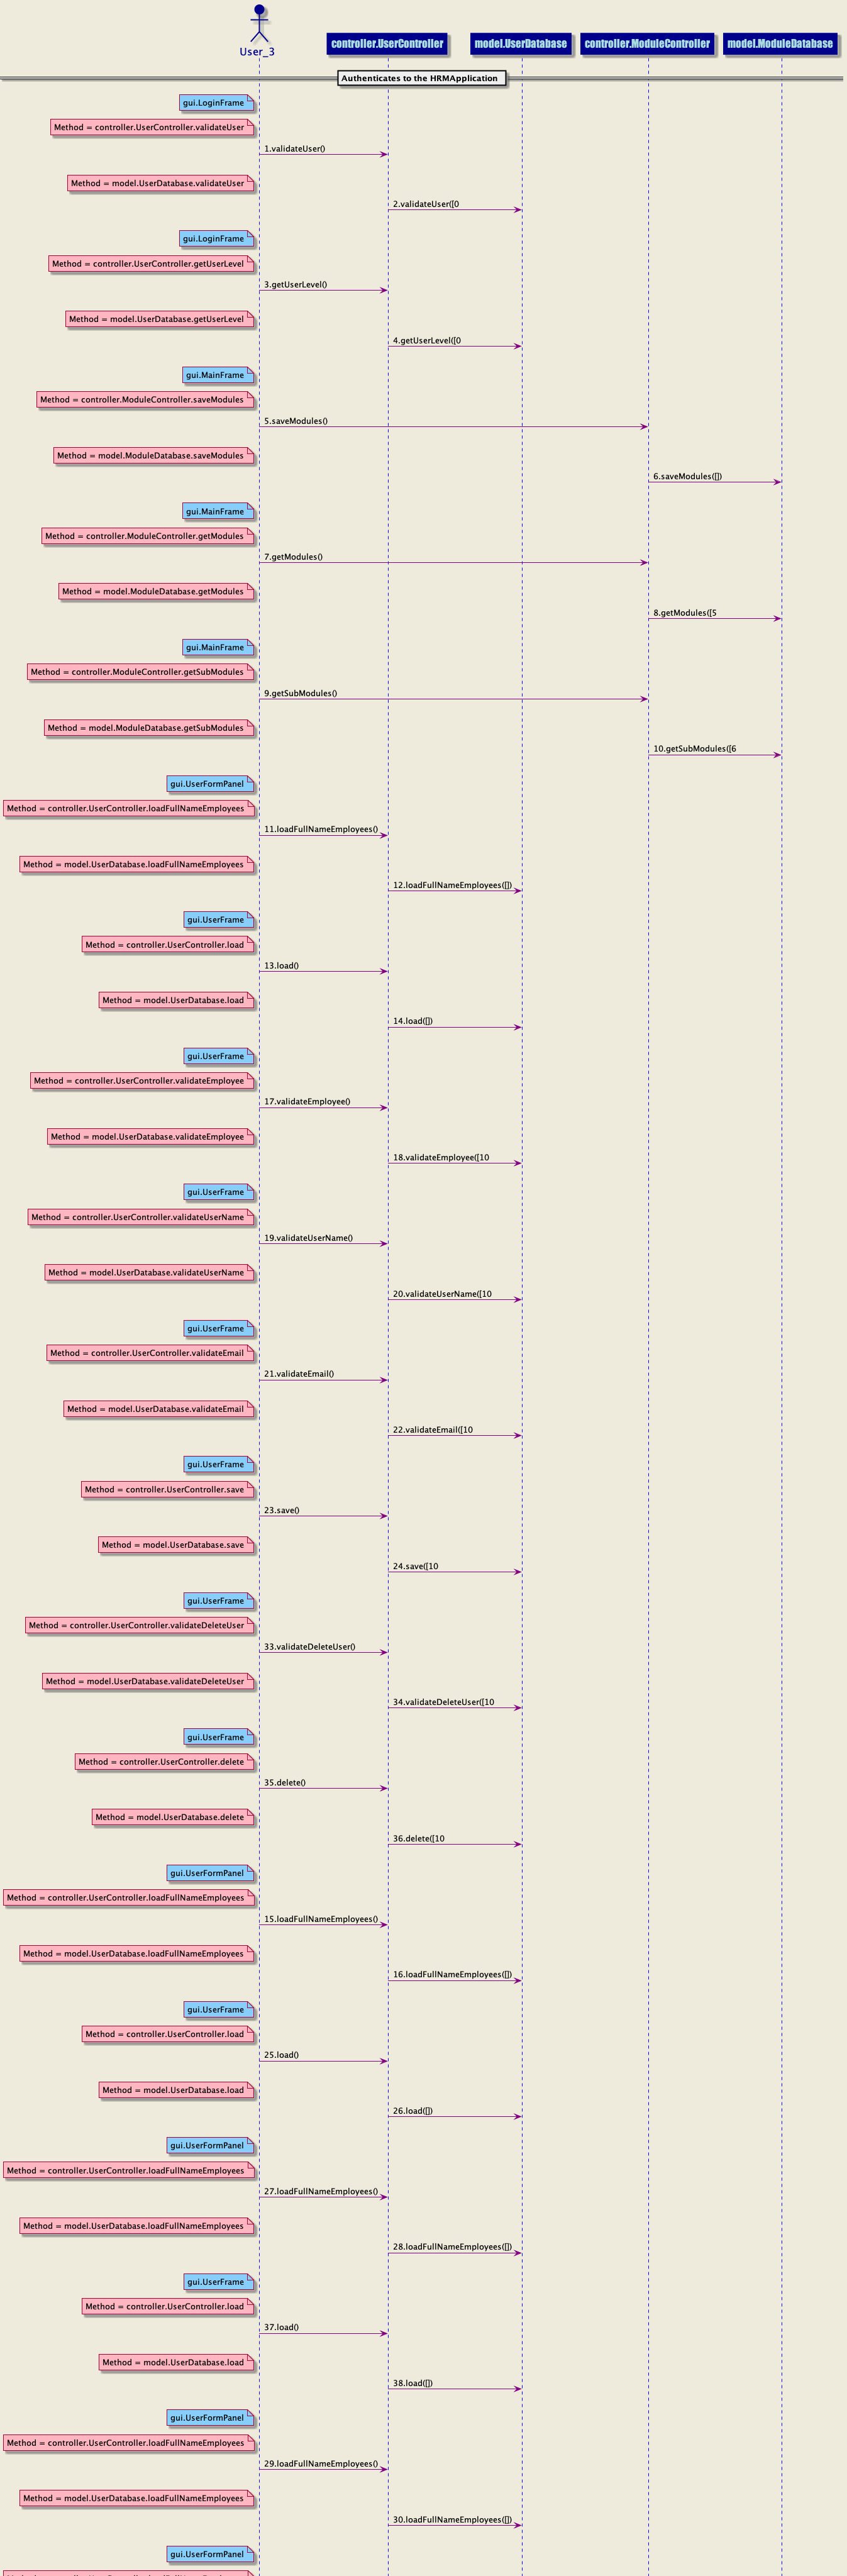 User_3
controller.UserController
model.UserDatabase
controller.ModuleController
model.ModuleDatabase
Authenticates to the HRMApplication
gui.LoginFrame
Method = controller.UserController.validateUser
1.validateUser()
Method = model.UserDatabase.validateUser
2.validateUser([0
gui.LoginFrame
Method = controller.UserController.getUserLevel
3.getUserLevel()
Method = model.UserDatabase.getUserLevel
4.getUserLevel([0
gui.MainFrame
Method = controller.ModuleController.saveModules
5.saveModules()
Method = model.ModuleDatabase.saveModules
6.saveModules([])
gui.MainFrame
Method = controller.ModuleController.getModules
7.getModules()
Method = model.ModuleDatabase.getModules
8.getModules([5
gui.MainFrame
Method = controller.ModuleController.getSubModules
9.getSubModules()
Method = model.ModuleDatabase.getSubModules
10.getSubModules([6
gui.UserFormPanel
Method = controller.UserController.loadFullNameEmployees
11.loadFullNameEmployees()
Method = model.UserDatabase.loadFullNameEmployees
12.loadFullNameEmployees([])
gui.UserFrame
Method = controller.UserController.load
13.load()
Method = model.UserDatabase.load
14.load([])
gui.UserFrame
Method = controller.UserController.validateEmployee
17.validateEmployee()
Method = model.UserDatabase.validateEmployee
18.validateEmployee([10
gui.UserFrame
Method = controller.UserController.validateUserName
19.validateUserName()
Method = model.UserDatabase.validateUserName
20.validateUserName([10
gui.UserFrame
Method = controller.UserController.validateEmail
21.validateEmail()
Method = model.UserDatabase.validateEmail
22.validateEmail([10
gui.UserFrame
Method = controller.UserController.save
23.save()
Method = model.UserDatabase.save
24.save([10
gui.UserFrame
Method = controller.UserController.validateDeleteUser
33.validateDeleteUser()
Method = model.UserDatabase.validateDeleteUser
34.validateDeleteUser([10
gui.UserFrame
Method = controller.UserController.delete
35.delete()
Method = model.UserDatabase.delete
36.delete([10
gui.UserFormPanel
Method = controller.UserController.loadFullNameEmployees
15.loadFullNameEmployees()
Method = model.UserDatabase.loadFullNameEmployees
16.loadFullNameEmployees([])
gui.UserFrame
Method = controller.UserController.load
25.load()
Method = model.UserDatabase.load
26.load([])
gui.UserFormPanel
Method = controller.UserController.loadFullNameEmployees
27.loadFullNameEmployees()
Method = model.UserDatabase.loadFullNameEmployees
28.loadFullNameEmployees([])
gui.UserFrame
Method = controller.UserController.load
37.load()
Method = model.UserDatabase.load
38.load([])
gui.UserFormPanel
Method = controller.UserController.loadFullNameEmployees
29.loadFullNameEmployees()
Method = model.UserDatabase.loadFullNameEmployees
30.loadFullNameEmployees([])
gui.UserFormPanel